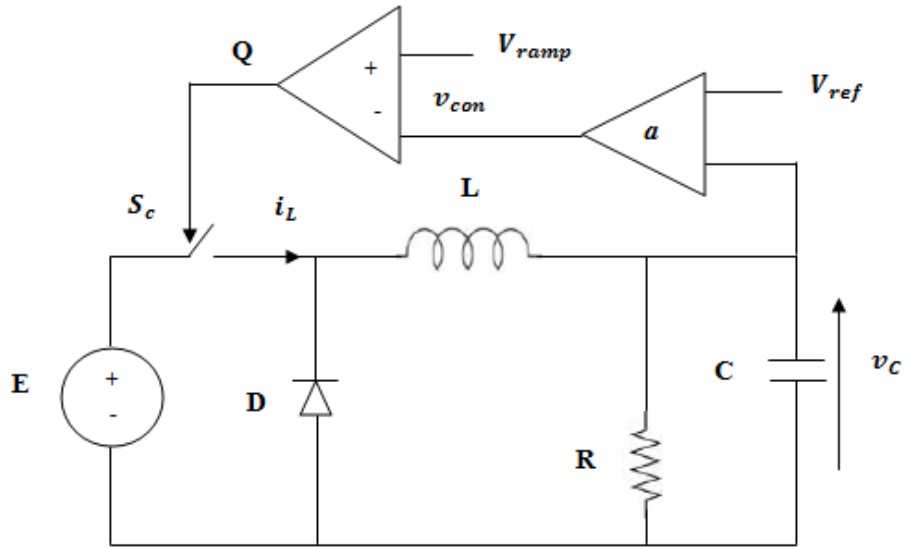 Q
+
-
V_ramp
v_con
a
V_ref
S_c
i_L
L
E
+
-
D
R
C
v_C